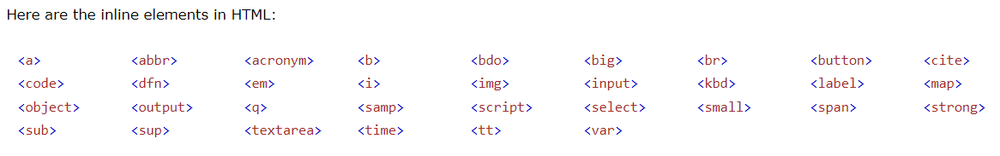 Here are the inline elements in HTML:
<a> <abbr> <acronym> <b> <bdo> <big> <br> <button> <cite>
<code> <dfn> <em> <i> <img> <input> <kbd> <label> <map>
<object> <output> <q> <samp> <script> <select> <small> <span> <strong>
<sub> <sup> <textarea> <time> <tt> <var>